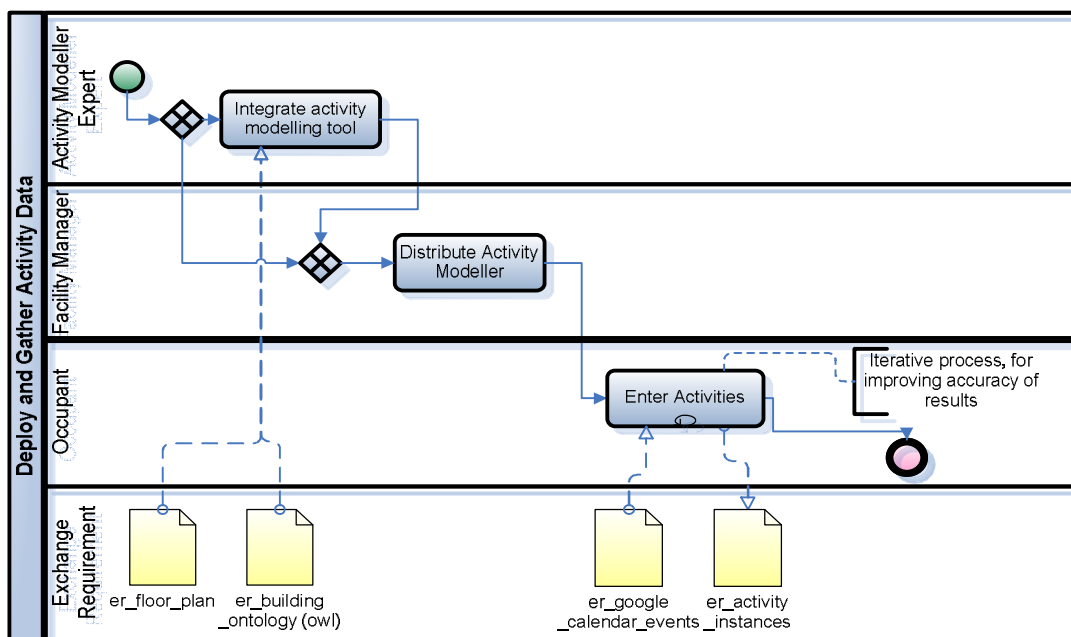 Deploy and Gather Activity Data
Activity Modeller
Expert
Integrate activity
modelling tool
Facility Manager
Distribute Activity
Modeller
Occupant
Enter Activities
Iterative process, for
improving accuracy of
results
Exchange
Requirement
er_floor_plan
er_building
_ontology (owl)
er_google
_calendar_events
er_activity
_instances